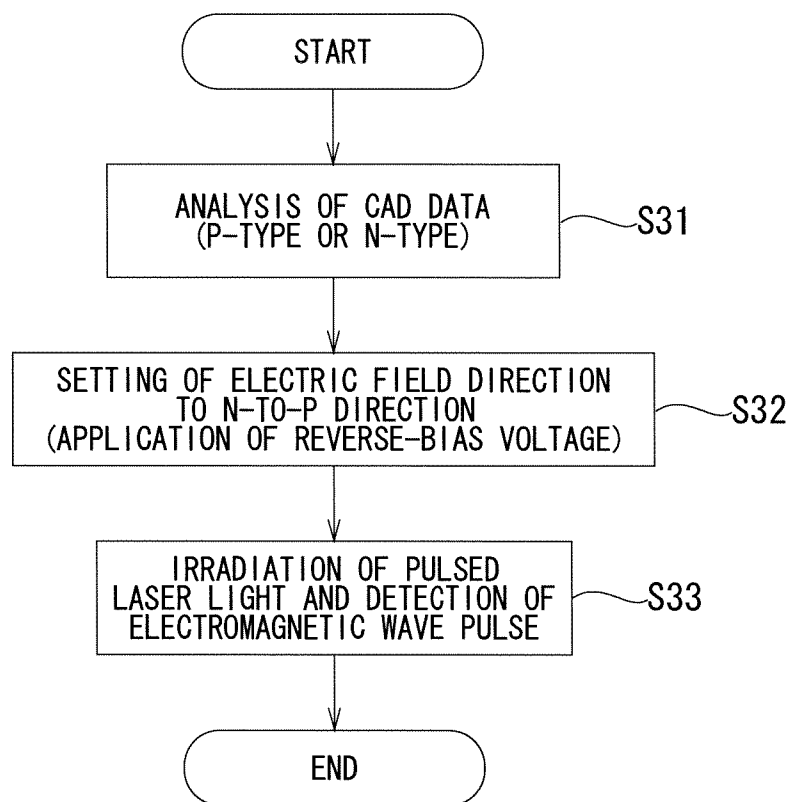 START
ANALYSIS OF CAD DATA
(P-TYPE OR N-TYPE)
S31
SETTING OF ELECTRIC FIELD DIRECTION
TO N-TO-P DIRECTION
(APPLICATION OF REVERSE-BIAS VOLTAGE)
S32
IRRADIATION OF PULSED
LASER LIGHT AND DETECTION OF
ELECTROMAGNETIC WAVE PULSE
S33
END